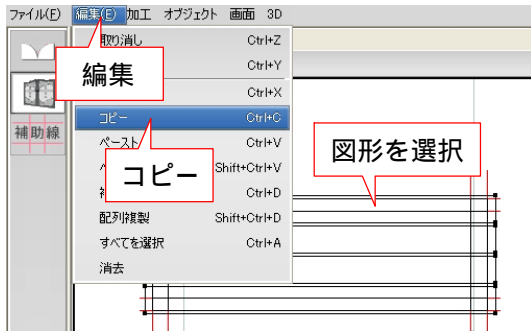 ファイル(F) 編集(E) 加工 オブジェクト 画面 3D
取り消し Ctrl+Z
Ctrl+Y
編集
Ctrl+X
コピー Ctrl+C
補助線
ペースト Ctrl+V
図形を選択
コピー
Shift+Ctrl+V
Ctrl+D
配列複製 Shift+Ctrl+D
すべてを選択 Ctrl+A
消去